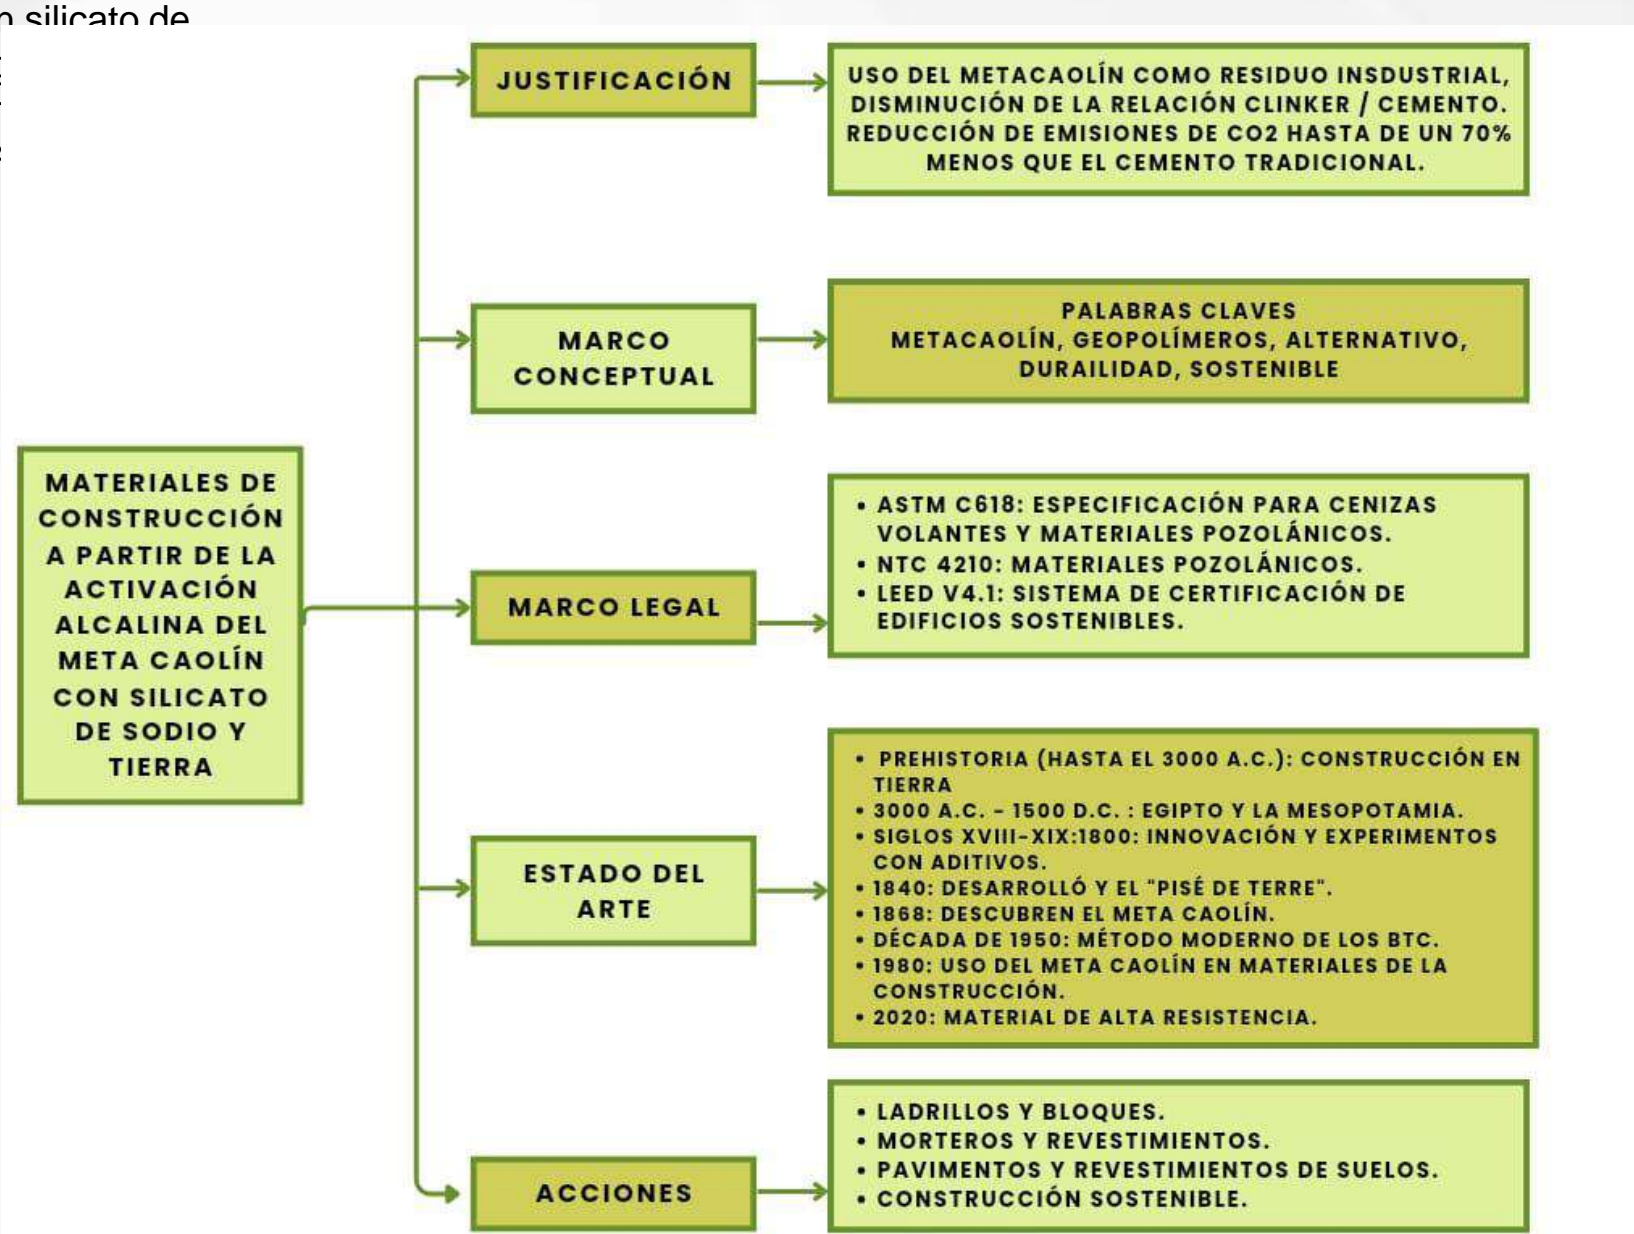 silicato de
JUSTIFICACIÓN
USO DEL METACAOLÍN COMO RESIDUO INSDUSTRIAL,
DISMINUCIÓN DE LA RELACIÓN CLINKER / CEMENTO.
REDUCCIÓN DE EMISIONES DE CO2 HASTA DE UN 70%
MENOS QUE EL CEMENTO TRADICIONAL.
MARCO
CONCEPTUAL
PALABRAS CLAVES
METACAOLÍN, GEOPOLÍMEROS, ALTERNATIVO,
DURAILIDAD, SOSTENIBLE
MATERIALES DE
CONSTRUCCIÓN
A PARTIR DE LA
ACTIVACIÓN
ALCALINA DEL
META CAOLÍN
CON SILICATO
DE SODIO Y
TIERRA
MARCO LEGAL
• ASTM C618: ESPECIFICACIÓN PARA CENIZAS
VOLANTES Y MATERIALES POZOLÁNICOS.
• NTC 4210: MATERIALES POZOLÁNICOS.
• LEED V4.1: SISTEMA DE CERTIFICACIÓN DE
EDIFICIOS SOSTENIBLES.
ESTADO DEL
ARTE
• PREHISTORIA (HASTA EL 3000 A.C.): CONSTRUCCIÓN EN
TIERRA
• 3000 A.C. - 1500 D.C. : EGIPTO Y LA MESOPOTAMIA.
• SIGLOS XVIII-XIX:1800: INNOVACIÓN Y EXPERIMENTOS
CON ADITIVOS.
• 1840: DESARROLLÓ Y EL "PISÉ DE TERRE".
• 1868: DESCUBREN EL META CAOLÍN.
• DÉCADA DE 1950: MÉTODO MODERNO DE LOS BTC.
• 1980: USO DEL META CAOLÍN EN MATERIALES DE LA
CONSTRUCCIÓN.
• 2020: MATERIAL DE ALTA RESISTENCIA.
ACCIONES
• LADRILLOS Y BLOQUES.
• MORTEROS Y REVESTIMIENTOS.
• PAVIMENTOS Y REVESTIMIENTOS DE SUELOS.
• CONSTRUCCIÓN SOSTENIBLE.